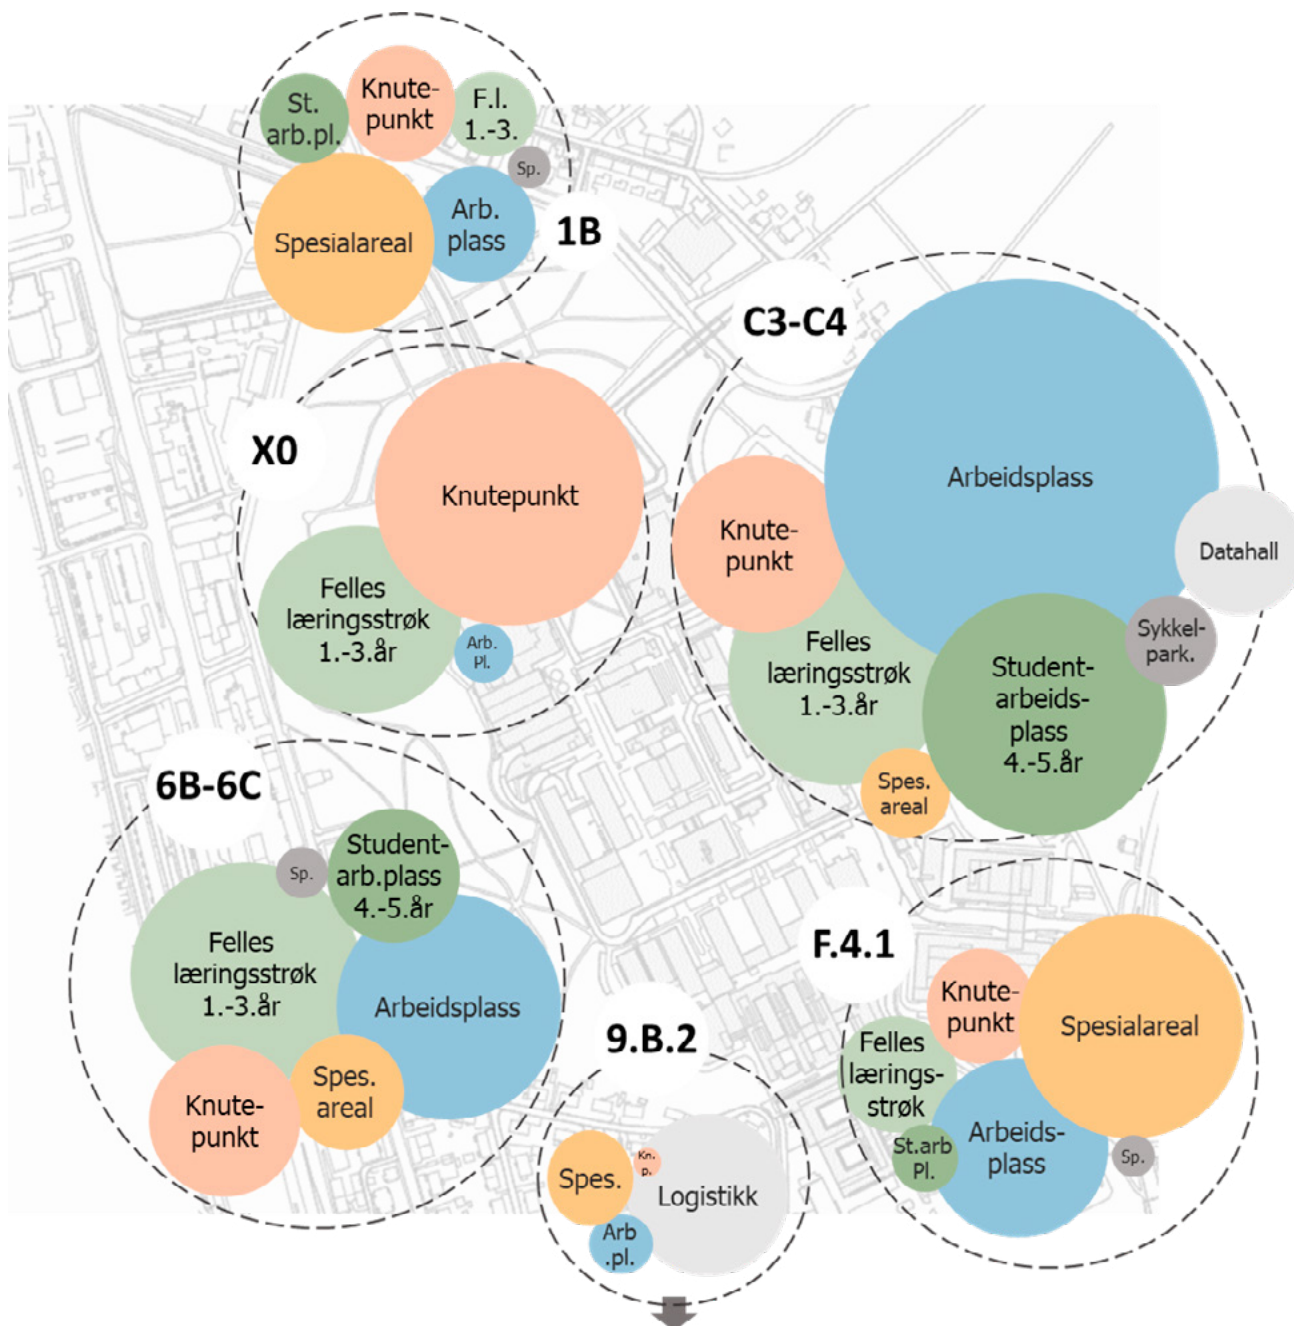 St.
arb.pl.
Knute-
punkt
F.l.
1.-3.
Sp.
Spesialareal
Arb.
plass
1B
C3-C4
Arbeidsplass
Knute-
punkt
Datahall
Felles
læringsstrøk
1.-3.år
Sykkel-
park.
Student-
arbeids-
plass
4.-5.år
Spes.
areal
X0
Knutepunkt
Felles
læringsstrøk
1.-3.år
Arb.
Pl.
6B-6C
Sp.
Student-
arb.plass
4.-5.år
Felles
læringsstrøk
1.-3.år
Arbeidsplass
Knute-
punkt
Spes.
areal
9.B.2
Spes.
Kn.
p.
Logistikk
Arb
.pl.
F.4.1
Knute-
punkt
Spesialareal
Felles
lærings-
strøk
St.arb
Pl.
Arbeids-
plass
Sp.